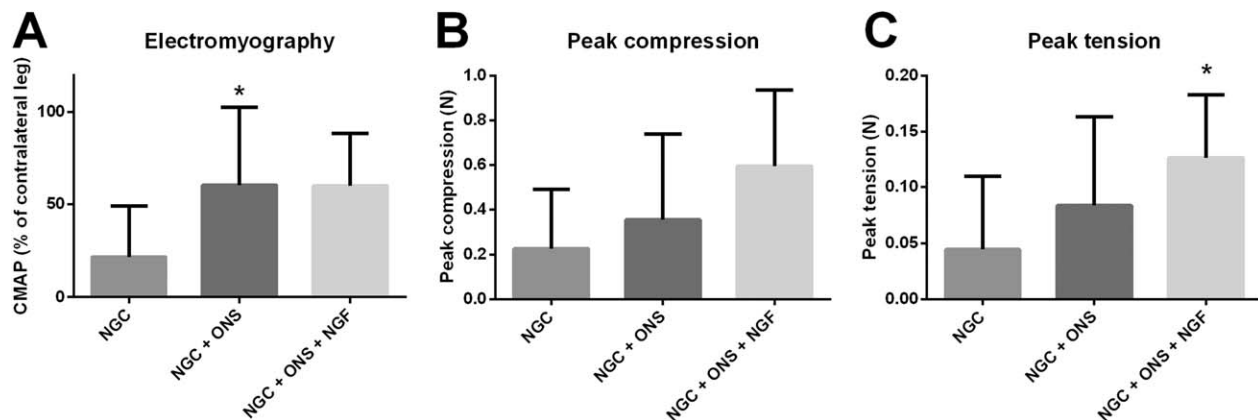 A
Electromyography
CMAP (% of contralateral leg)
100
50
0
*
NGC
NGC + ONS
NGC + ONS + NGF
B
Peak compression
Peak compression (N)
1.0
0.8
0.6
0.4
0.2
0.0
NGC
NGC + ONS
NGC + ONS + NGF
C
Peak tension
Peak tension (N)
0.20
0.15
0.10
0.05
0.00
*
NGC
NGC + ONS
NGC + ONS + NGF